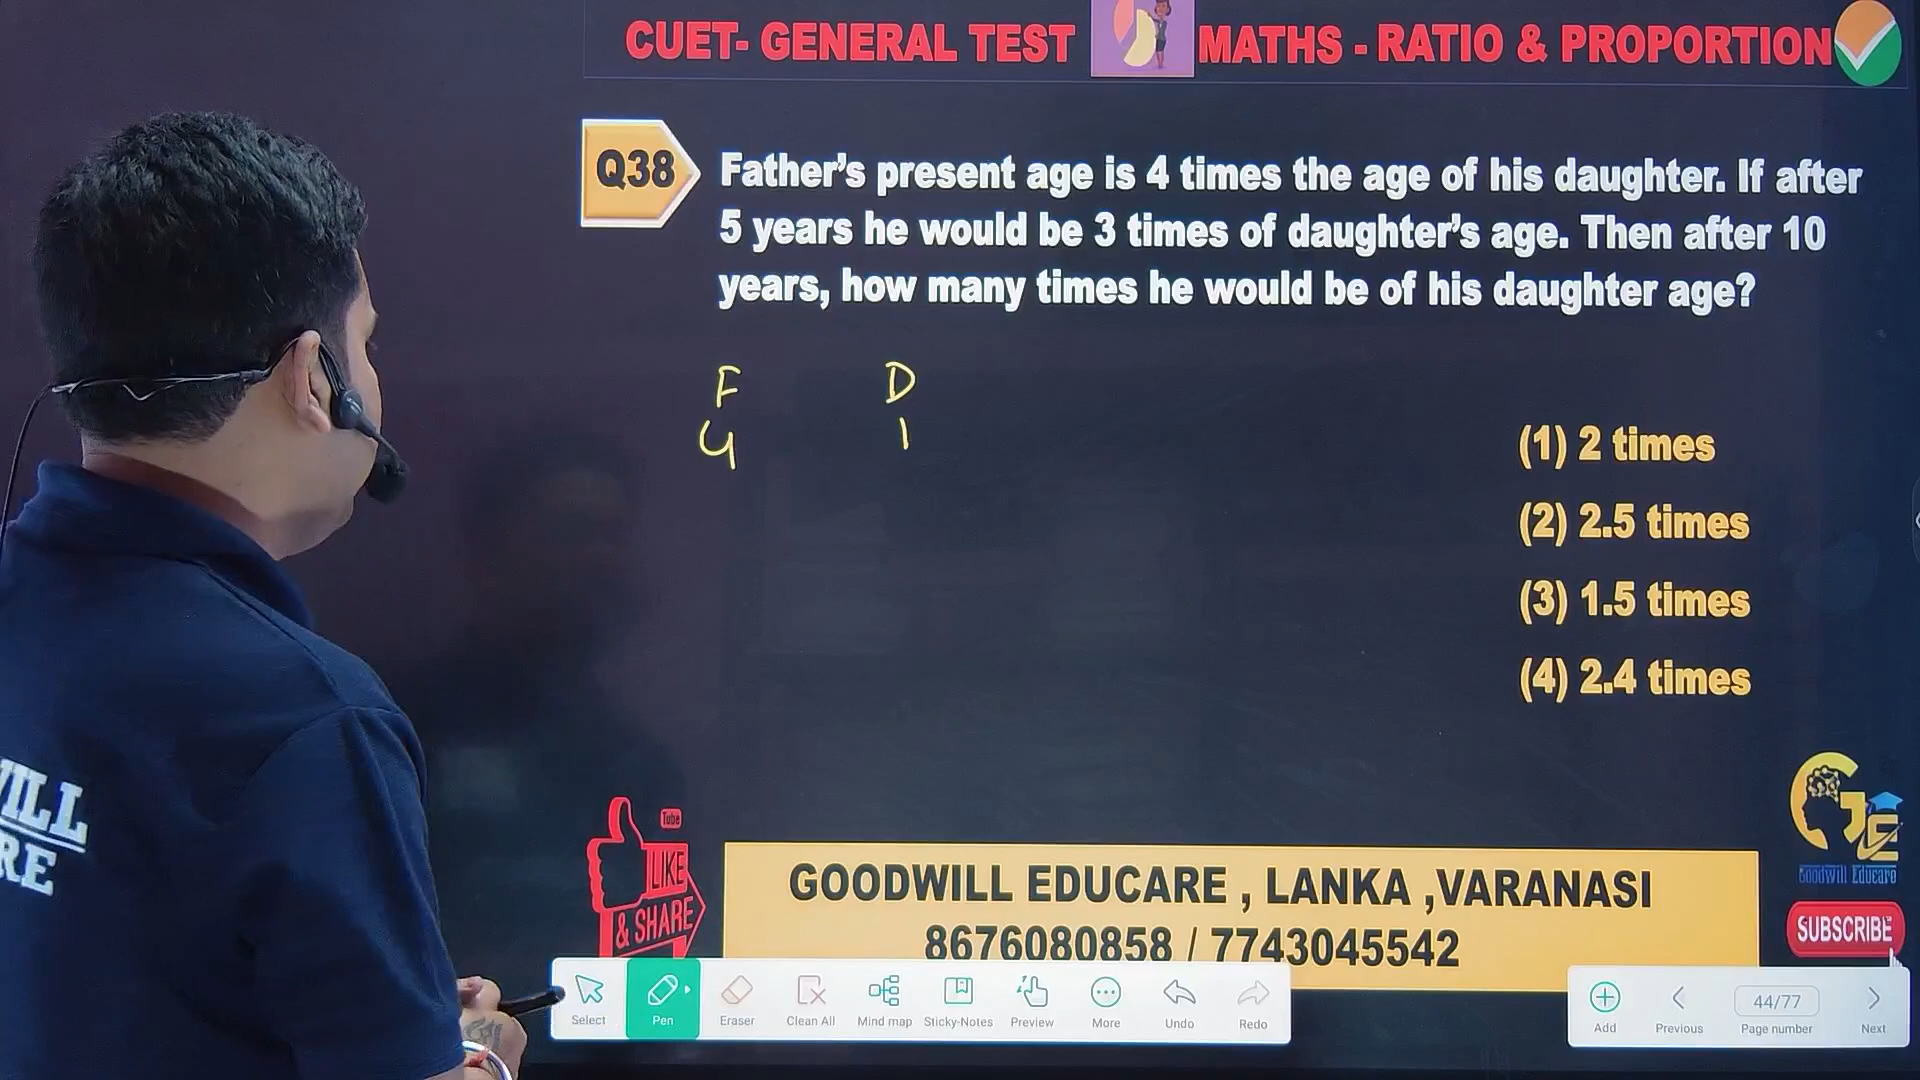 CUET- GENERAL TEST MATHS - RATIO & PROPORTION
Q38
Father's present age is 4 times the age of his daughter. If after
5 years he would be 3 times of daughter's age. Then after 10
years, how many times he would be of his daughter age?
F D
4 1
(1) 2 times
(2) 2.5 times
(3) 1.5 times
(4) 2.4 times
ILL
RE
Tube
LIKE
& SHARE
GOODWILL EDUCARE , LANKA ,VARANASI
8676080858 / 7743045542
GE
Goodwill Educare
SUBSCRIBE
Select Pen Eraser Clean All Mind map Sticky-Notes Preview More Undo Redo
Add Previous 44/77 Page number Next